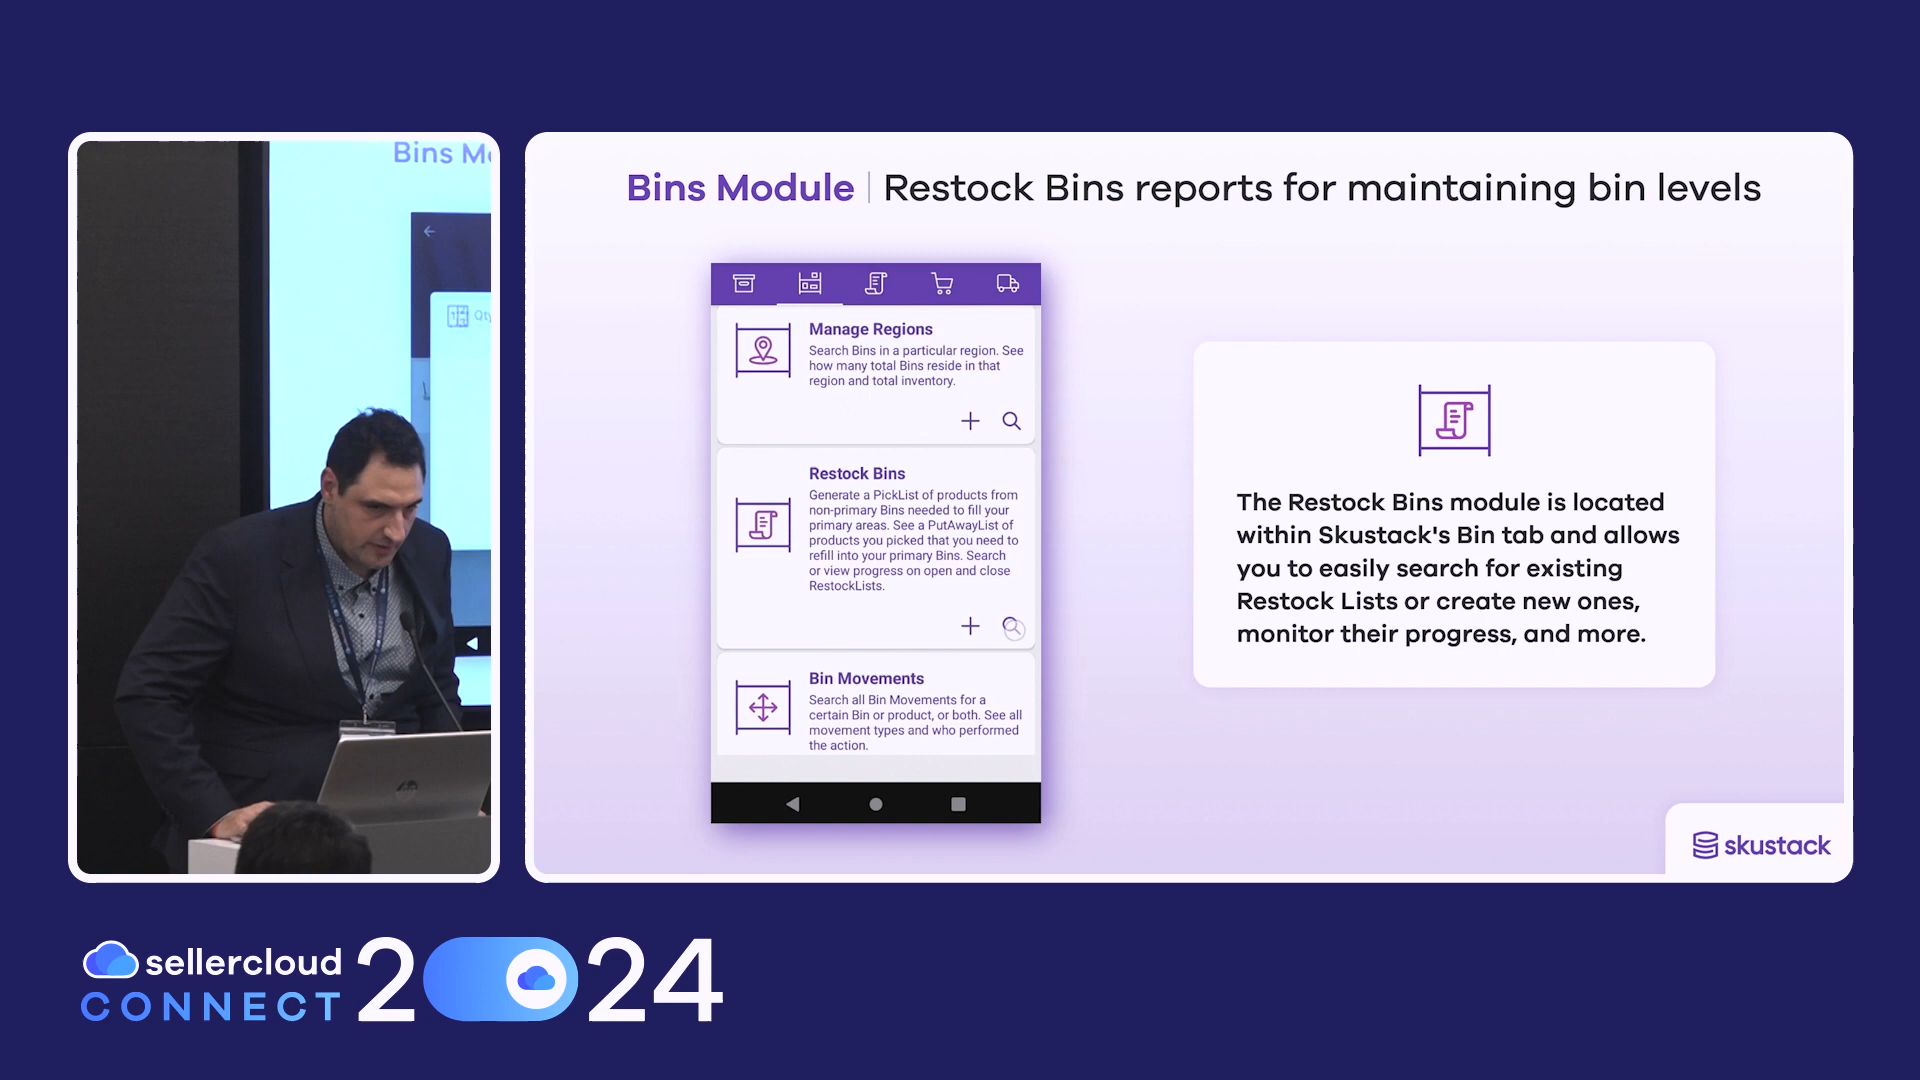 Bins M
Qty
Bins Module | Restock Bins reports for maintaining bin levels
Manage Regions
Search Bins in a particular region. See
how many total Bins reside in that
region and total inventory.
Restock Bins
Generate a PickList of products from
non-primary Bins needed to fill your
primary areas. See a PutAwayList of
products you picked that you need to
refill into your primary Bins. Search
or view progress on open and close
RestockLists.
Bin Movements
Search all Bin Movements for a
certain Bin or product, or both. See all
movement types and who performed
the action.
The Restock Bins module is located
within Skustack's Bin tab and allows
you to easily search for existing
Restock Lists or create new ones,
monitor their progress, and more.
skustack
sellercloud
CONNECT
2024